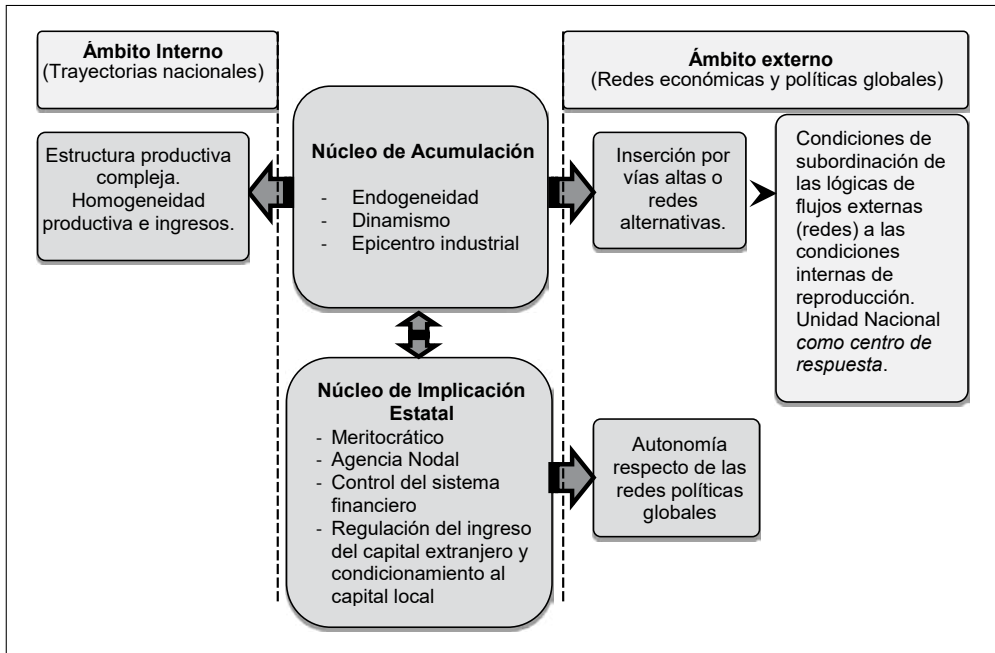 Ámbito Interno
(Trayectorias nacionales)
Ámbito externo
(Redes económicas y políticas globales)
Estructura productiva
compleja.
Homogeneidad
productiva e ingresos.
Núcleo de Acumulación
- Endogeneidad
- Dinamismo
- Epicentro industrial
Inserción por
vías altas o
redes
alternativas.
Condiciones de
subordinación de
las lógicas de
flujos externas
(redes) a las
condiciones
internas de
reproducción.
Unidad Nacional
como centro de
respuesta.
Núcleo de Implicación
Estatal
- Meritocrático
- Agencia Nodal
- Control del sistema
financiero
- Regulación del ingreso
del capital extranjero y
condicionamiento al
capital local
Autonomía
respecto de las
redes políticas
globales